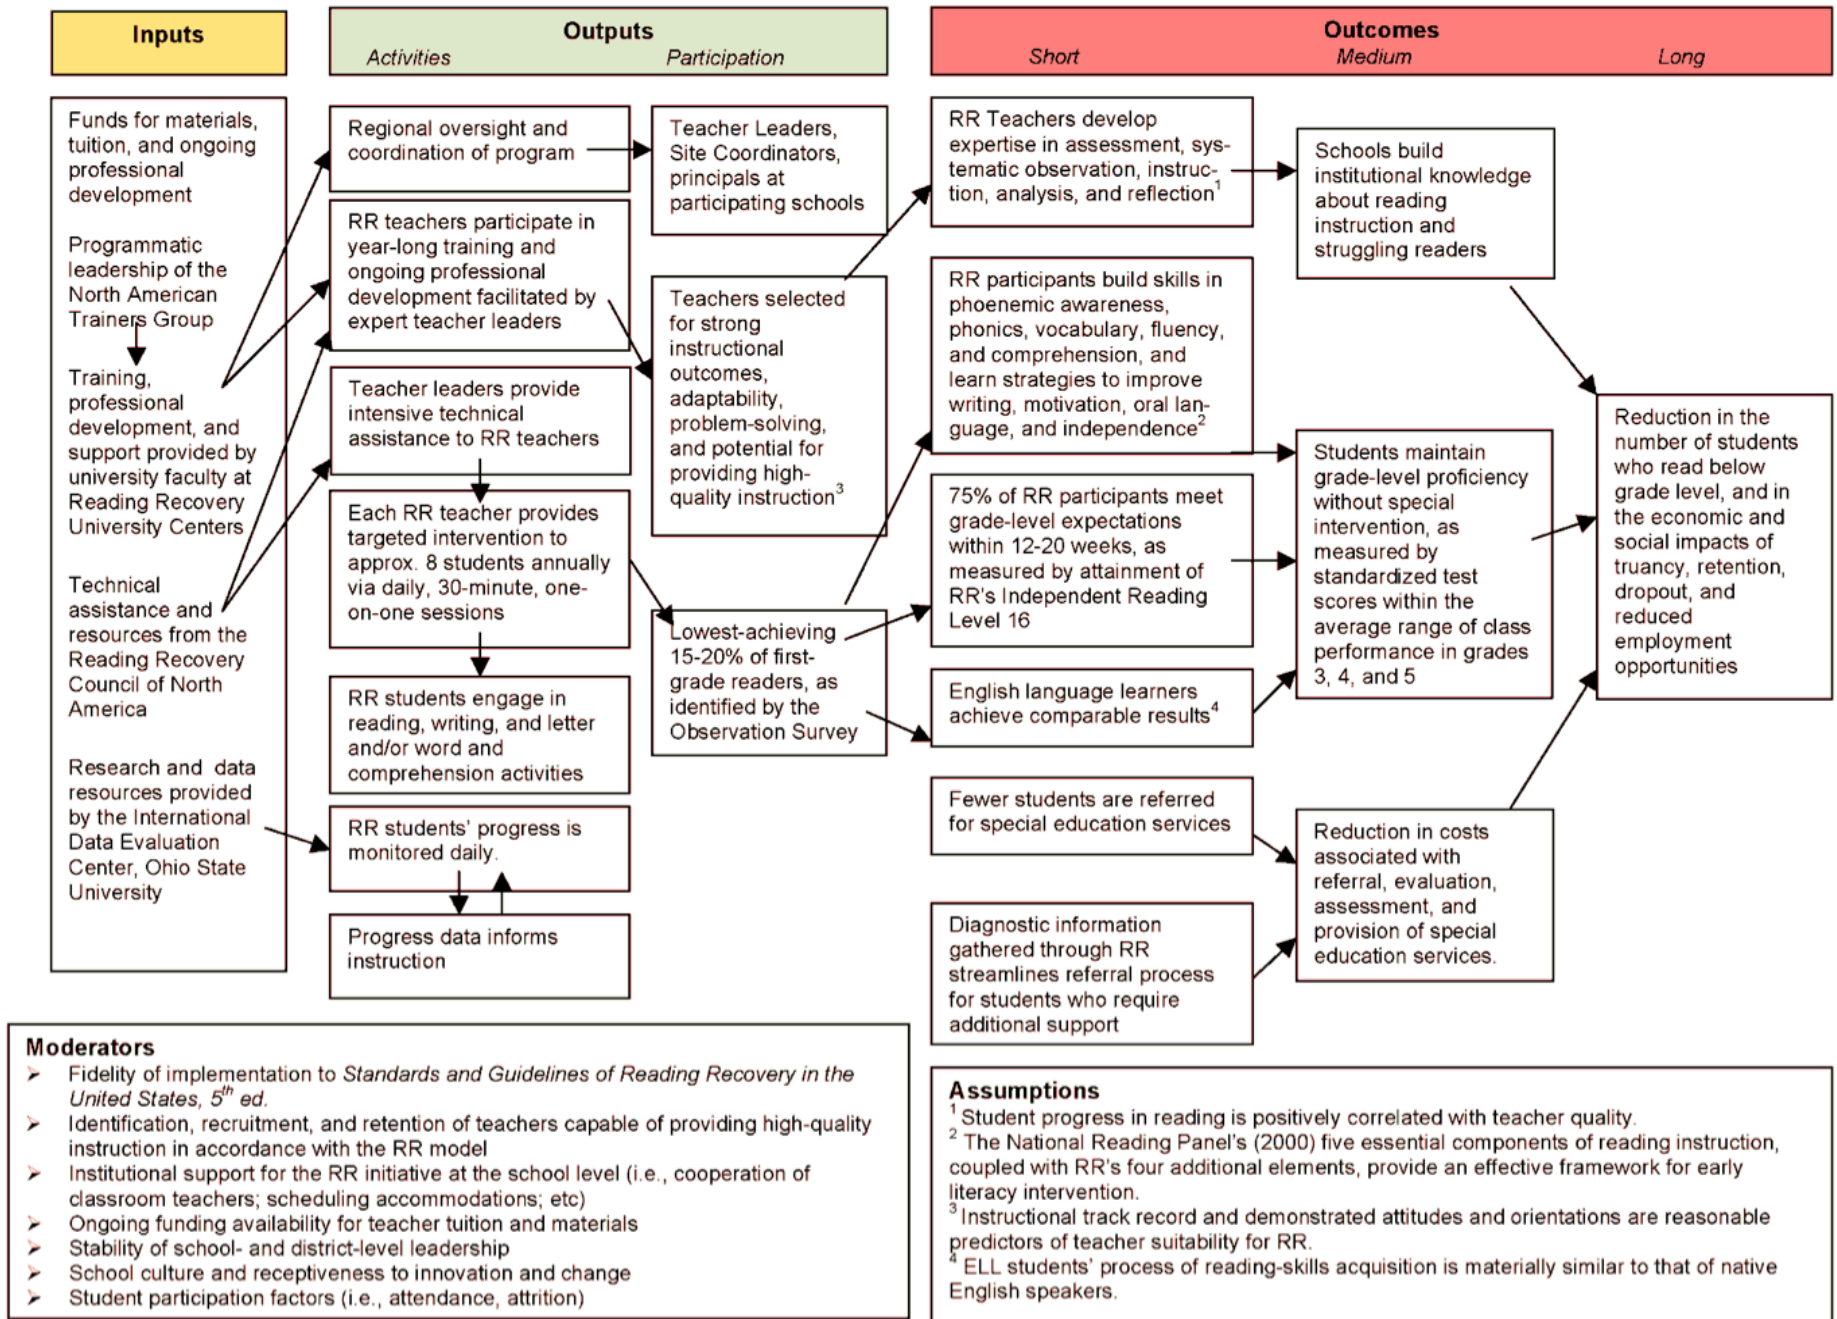 Inputs
Outputs
Activities
Participation
Outcomes
Short
Medium
Long
Funds for materials,
tuition, and ongoing
professional
development
Programmatic
leadership of the
North American
Trainers Group
Training,
professional
development, and
support provided by
university faculty at
Reading Recovery
University Centers
Technical
assistance and
resources from the
Reading Recovery
Council of North
America
Research and data
resources provided
by the International
Data Evaluation
Center, Ohio State
University
Regional oversight and
coordination of program
RR teachers participate in
year-long training and
ongoing professional
development facilitated by
expert teacher leaders
Teacher leaders provide
intensive technical
assistance to RR teachers
Each RR teacher provides
targeted intervention to
approx. 8 students annually
via daily, 30-minute, one-
on-one sessions
RR students engage in
reading, writing, and letter
and/or word and
comprehension activities
RR students' progress is
monitored daily.
Progress data informs
instruction
Teacher Leaders,
Site Coordinators,
principals at
participating schools
Teachers selected
for strong
instructional
outcomes,
adaptability,
problem-solving,
and potential for
providing high-
quality instruction3
Lowest-achieving
15-20% of first-
grade readers, as
identified by the
Observation Survey
RR Teachers develop
expertise in assessment, sys-
tematic observation, instruc-
tion, analysis, and reflection1
RR participants build skills in
phoenemic awareness,
phonics, vocabulary, fluency,
and comprehension, and
learn strategies to improve
writing, motivation, oral lan-
guage, and independence2
75% of RR participants meet
grade-level expectations
within 12-20 weeks, as
measured by attainment of
RR's Independent Reading
Level 16
English language learners
achieve comparable results4
Fewer students are referred
for special education services
Diagnostic information
gathered through RR
streamlines referral process
for students who require
additional support
Schools build
institutional knowledge
about reading
instruction and
struggling readers
Students maintain
grade-level proficiency
without special
intervention, as
measured by
standardized test
scores within the
average range of class
performance in grades
3, 4, and 5
Reduction in costs
associated with
referral, evaluation,
assessment, and
provision of special
education services.
Reduction in the
number of students
who read below
grade level, and in
the economic and
social impacts of
truancy, retention,
dropout, and
reduced
employment
opportunities
Moderators
➢ Fidelity of implementation to Standards and Guidelines of Reading Recovery in the
United States, 5th ed.
➢ Identification, recruitment, and retention of teachers capable of providing high-quality
instruction in accordance with the RR model
➢ Institutional support for the RR initiative at the school level (i.e., cooperation of
classroom teachers; scheduling accommodations; etc)
➢ Ongoing funding availability for teacher tuition and materials
➢ Stability of school- and district-level leadership
➢ School culture and receptiveness to innovation and change
➢ Student participation factors (i.e., attendance, attrition)
Assumptions
1 Student progress in reading is positively correlated with teacher quality.
2 The National Reading Panel's (2000) five essential components of reading instruction,
coupled with RR's four additional elements, provide an effective framework for early
literacy intervention.
3 Instructional track record and demonstrated attitudes and orientations are reasonable
predictors of teacher suitability for RR.
4 ELL students' process of reading-skills acquisition is materially similar to that of native
English speakers.